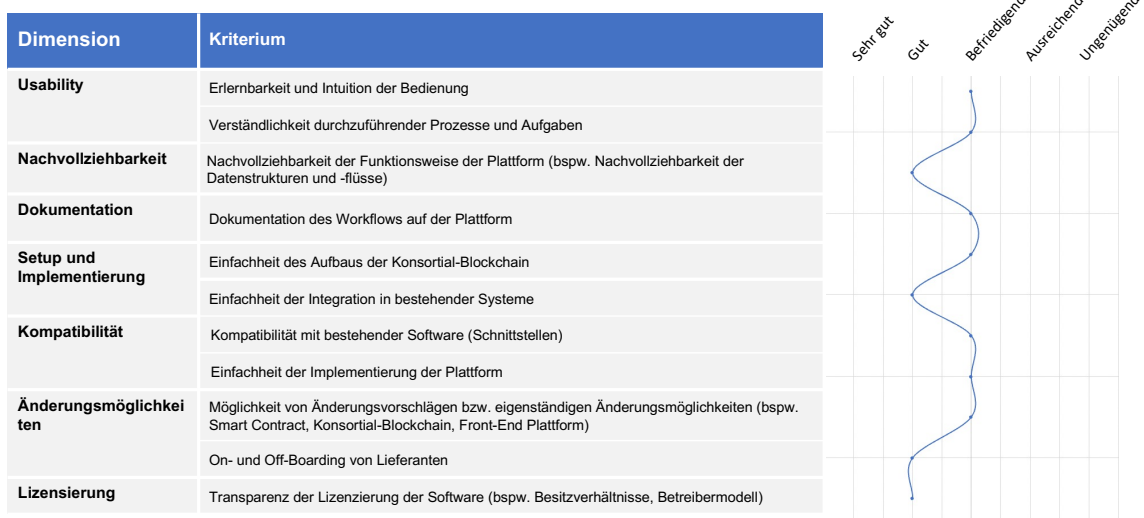 Dimension
Kriterium
Sehr gut
Gut
Befriedigend
Ausreichend
Ungenügend
Usability
Erlernbarkeit und Intuition der Bedienung
Verständlichkeit durchzuführender Prozesse und Aufgaben
Nachvollziehbarkeit
Nachvollziehbarkeit der Funktionsweise der Plattform (bspw. Nachvollziehbarkeit der
Datenstrukturen und -flüsse)
Dokumentation
Dokumentation des Workflows auf der Plattform
Setup und
Implementierung
Einfachheit des Aufbaus der Konsortial-Blockchain
Einfachheit der Integration in bestehender Systeme
Kompatibilität
Kompatibilität mit bestehender Software (Schnittstellen)
Einfachheit der Implementierung der Plattform
Änderungsmöglichkei
ten
Möglichkeit von Änderungsvorschlägen bzw. eigenständigen Änderungsmöglichkeiten (bspw.
Smart Contract, Konsortial-Blockchain, Front-End Plattform)
On- und Off-Boarding von Lieferanten
Lizensierung
Transparenz der Lizenzierung der Software (bspw. Besitzverhältnisse, Betreibermodell)